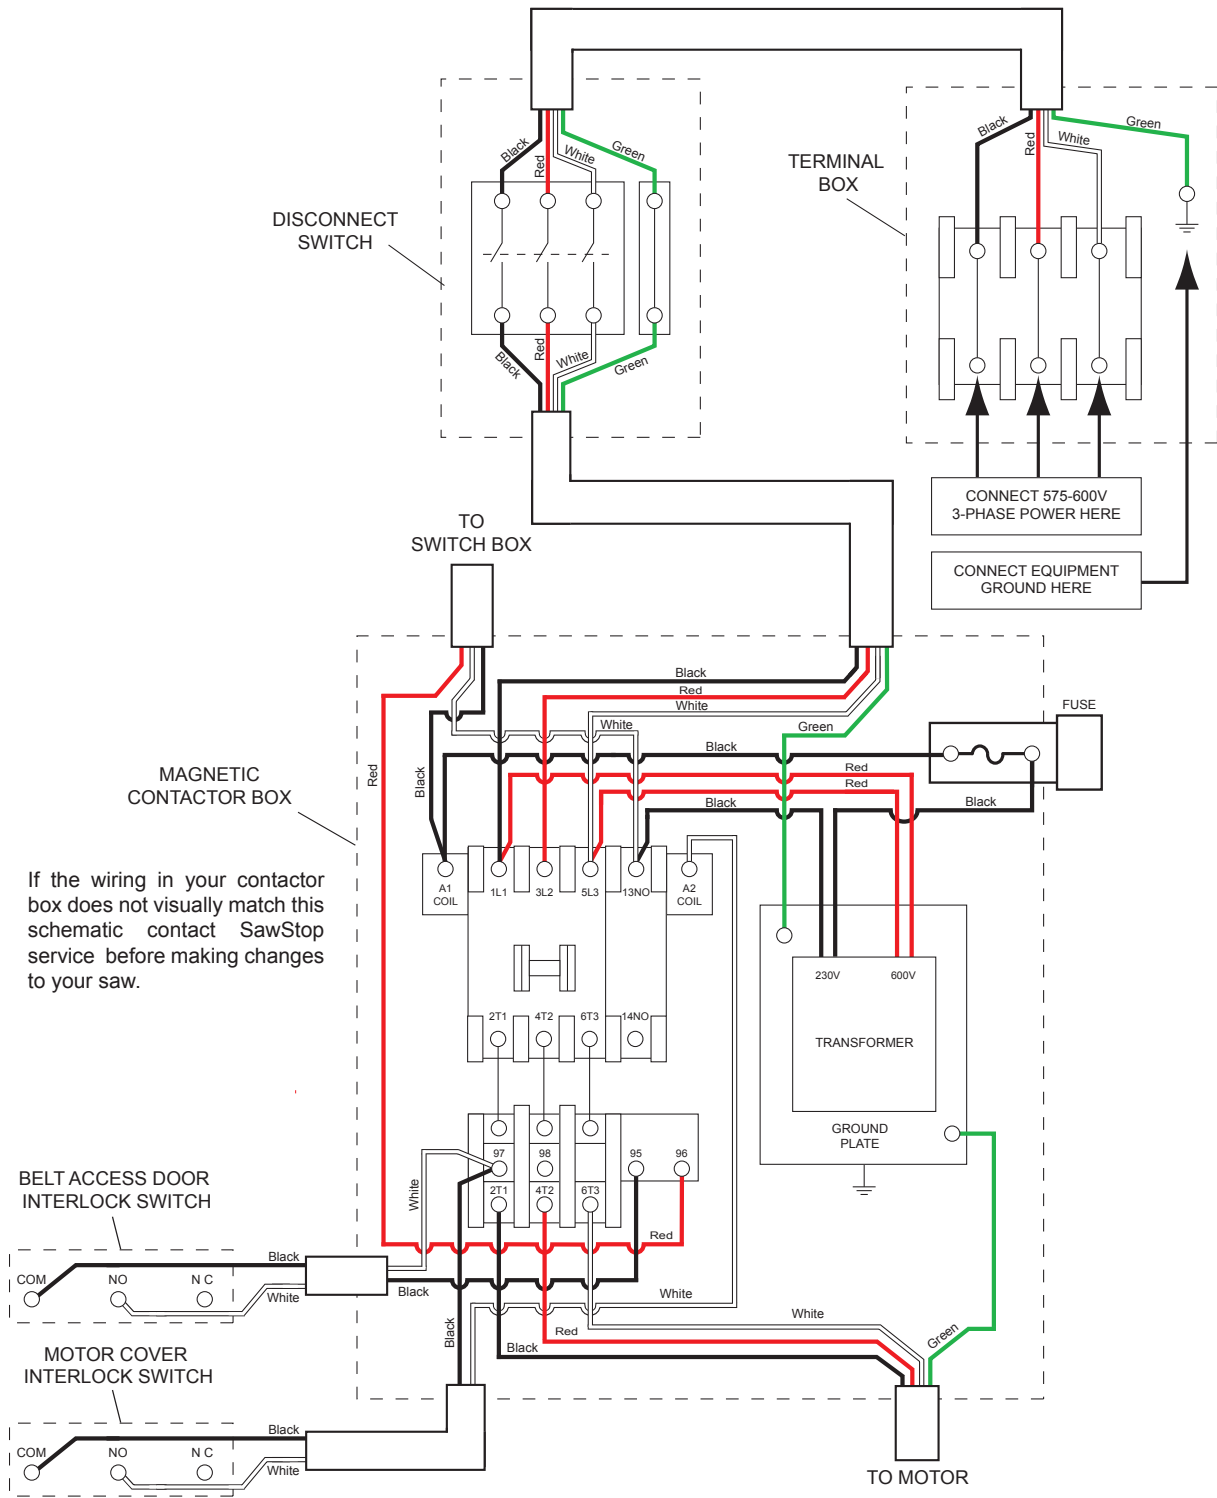 Black
Red
White
Green
Black
Red
White
Green
TERMINAL
BOX
DISCONNECT
SWITCH
Black
Red
White
Green
CONNECT 575-600V
3-PHASE POWER HERE
TO
SWITCH BOX
CONNECT EQUIPMENT
GROUND HERE
Black
Red
White
White
Green
FUSE
Black
Red
Black
MAGNETIC
CONTACTOR BOX
Red
Red
Black
Black
If the wiring in your contactor
box does not visually match this
schematic contact SawStop
service before making changes
to your saw.
A1
COIL
1L1
3L2
5L3
13NO
A2
COIL
230V
600V
2T1
4T2
6T3
14NO
TRANSFORMER
GROUND
PLATE
97
98
95
96
BELT ACCESS DOOR
INTERLOCK SWITCH
White
2T1
4T2
6T3
Red
Black
COM
NO
N C
White
Black
White
White
Black
Red
Black
Green
MOTOR COVER
INTERLOCK SWITCH
Black
COM
NO
N C
White
TO MOTOR